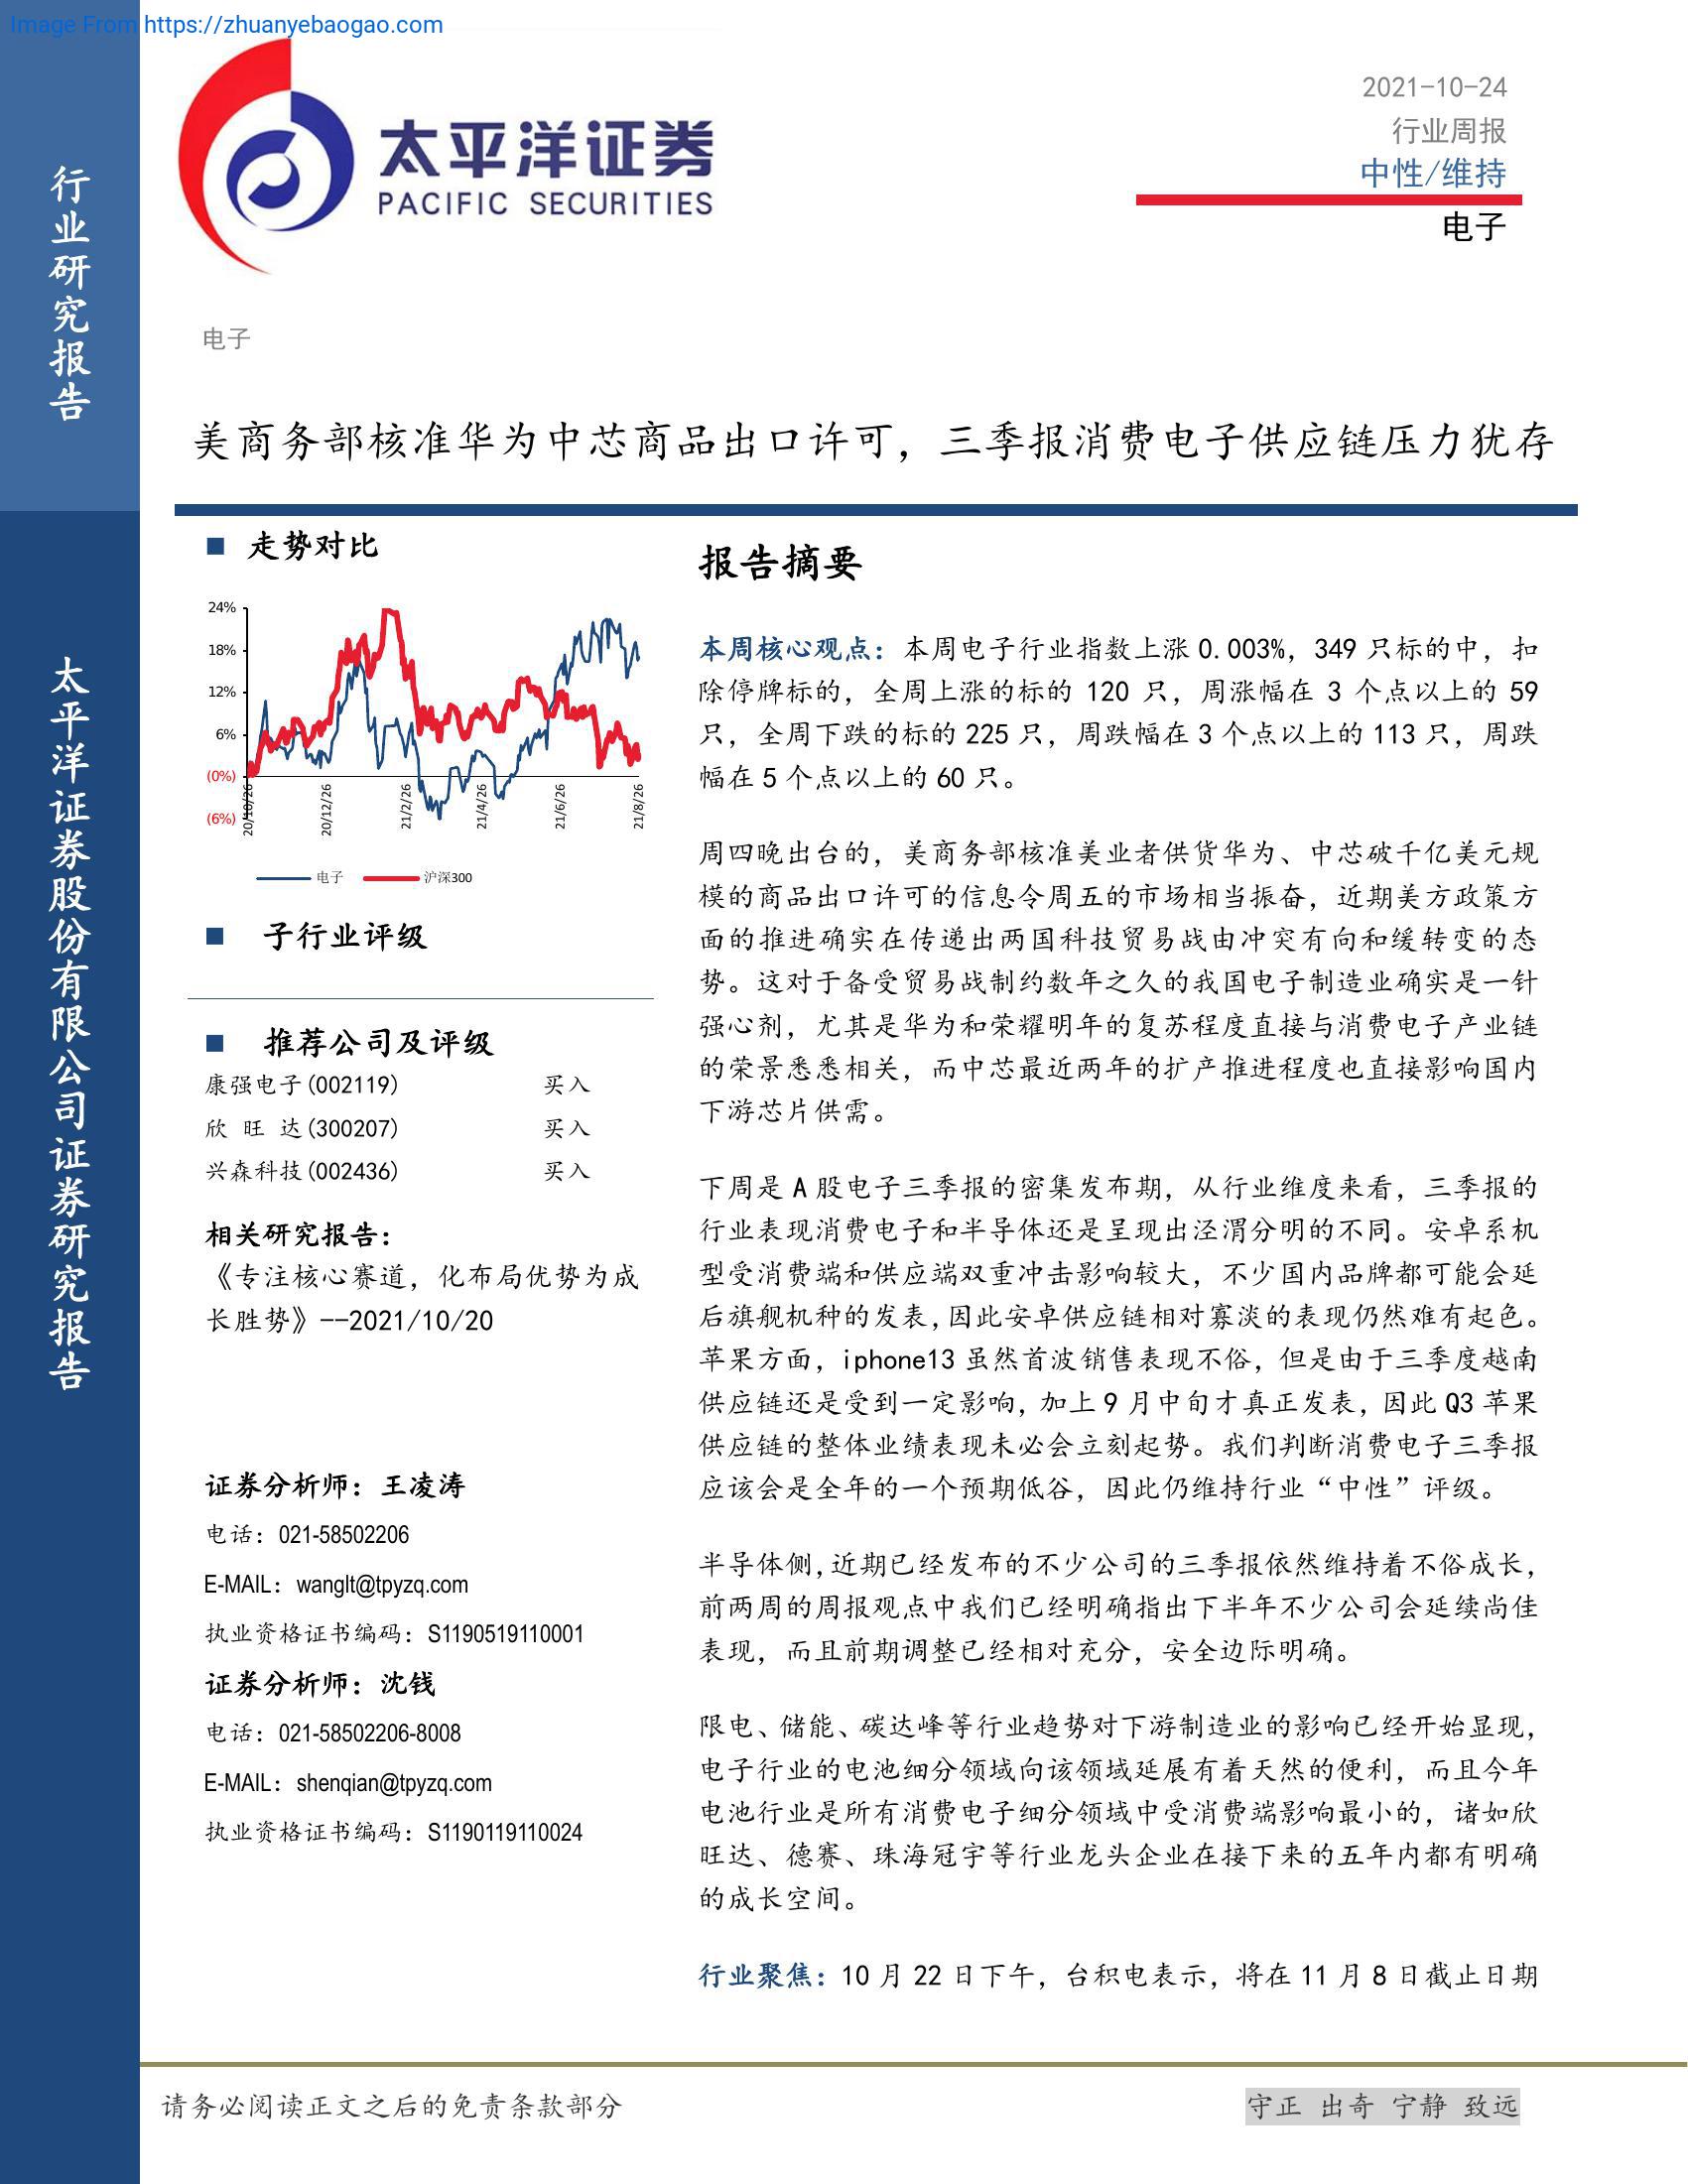 Image From https://zhuanyebaogao.com
行业研究报告
太平洋证券股份有限公司证券研究报告
太平洋证券
PACIFIC SECURITIES
2021-10-24
行业周报
中性/维持
电子
电子
美商务部核准华为中芯商品出口许可，三季报消费电子供应链压力犹存
走势对比
24%
18%
12%
6%
(0%)
(6%)
20/10/26
20/12/26
21/2/26
21/4/26
21/6/26
21/8/26
电子
沪深300
子行业评级
推荐公司及评级
康强电子(002119) 买入
欣 旺 达(300207) 买入
兴森科技(002436) 买入
相关研究报告：
《专注核心赛道，化布局优势为成
长胜势》--2021/10/20
证券分析师：王凌涛
电话：021-58502206
E-MAIL：wanglt@tpyzq.com
执业资格证书编码：S1190519110001
证券分析师：沈钱
电话：021-58502206-8008
E-MAIL：shenqian@tpyzq.com
执业资格证书编码：S1190119110024
报告摘要
本周核心观点：本周电子行业指数上涨 0.003%，349 只标的中，扣
除停牌标的，全周上涨的标的 120 只，周涨幅在 3 个点以上的 59
只，全周下跌的标的 225 只，周跌幅在 3 个点以上的 113 只，周跌
幅在 5 个点以上的 60 只。
周四晚出台的，美商务部核准美业者供货华为、中芯破千亿美元规
模的商品出口许可的信息令周五的市场相当振奋，近期美方政策方
面的推进确实在传递出两国科技贸易战由冲突有向和缓转变的态
势。这对于备受贸易战制约数年之久的我国电子制造业确实是一针
强心剂，尤其是华为和荣耀明年的复苏程度直接与消费电子产业链
的荣景悉悉相关，而中芯最近两年的扩产推进程度也直接影响国内
下游芯片供需。
下周是 A 股电子三季报的密集发布期，从行业维度来看，三季报的
行业表现消费电子和半导体还是呈现出泾渭分明的不同。安卓系机
型受消费端和供应端双重冲击影响较大，不少国内品牌都可能会延
后旗舰机种的发表，因此安卓供应链相对寡淡的表现仍然难有起色。
苹果方面，iphone13 虽然首波销售表现不俗，但是由于三季度越南
供应链还是受到一定影响，加上 9 月中旬才真正发表，因此 Q3 苹果
供应链的整体业绩表现未必会立刻起势。我们判断消费电子三季报
应该会是全年的一个预期低谷，因此仍维持行业“中性”评级。
半导体侧，近期已经发布的不少公司的三季报依然维持着不俗成长，
前两周的周报观点中我们已经明确指出下半年不少公司会延续尚佳
表现，而且前期调整已经相对充分，安全边际明确。
限电、储能、碳达峰等行业趋势对下游制造业的影响已经开始显现，
电子行业的电池细分领域向该领域延展有着天然的便利，而且今年
电池行业是所有消费电子细分领域中受消费端影响最小的，诸如欣
旺达、德赛、珠海冠宇等行业龙头企业在接下来的五年内都有明确
的成长空间。
行业聚焦：10 月 22 日下午，台积电表示，将在 11 月 8 日截止日期
请务必阅读正文之后的免责条款部分
守正 出奇 宁静 致远